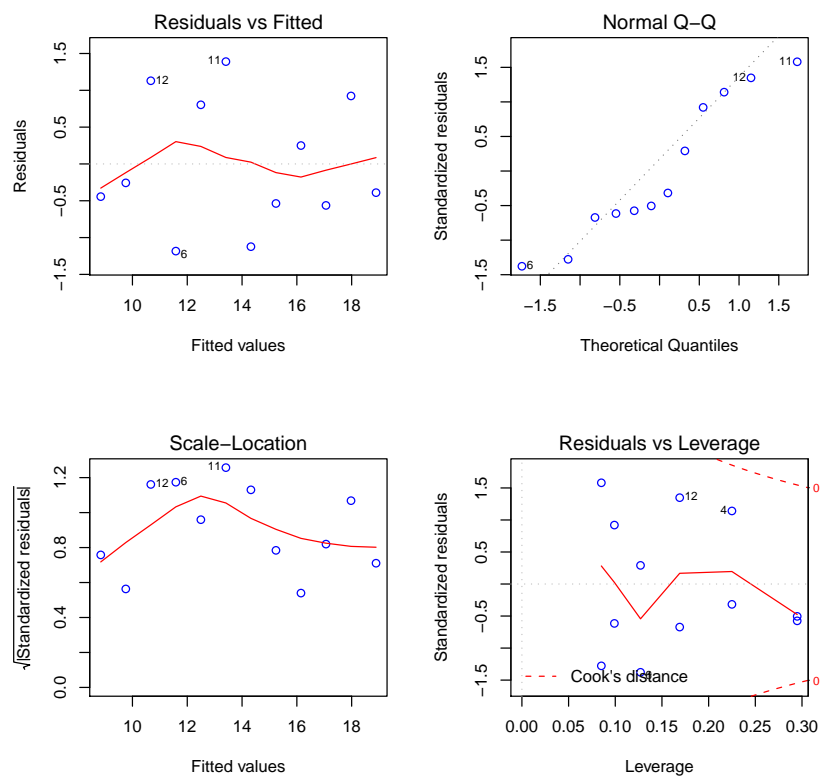 Residuals vs Fitted
Residuals
1.5
0.5
−0.5
−1.5
12
11
6
10 12 14 16 18
Fitted values
Normal Q−Q
Standardized residuals
1.5
0.5
−0.5
−1.5
11
12
6
−1.5 −0.5 0.5 1.0 1.5
Theoretical Quantiles
Scale−Location
√|Standardized residuals|
1.2
0.8
0.4
0.0
11
12 6
10 12 14 16 18
Fitted values
Residuals vs Leverage
Standardized residuals
1.5
0.5
−0.5
−1.5
12
4
0
0
Cook's distance
0.00 0.05 0.10 0.15 0.20 0.25 0.30
Leverage